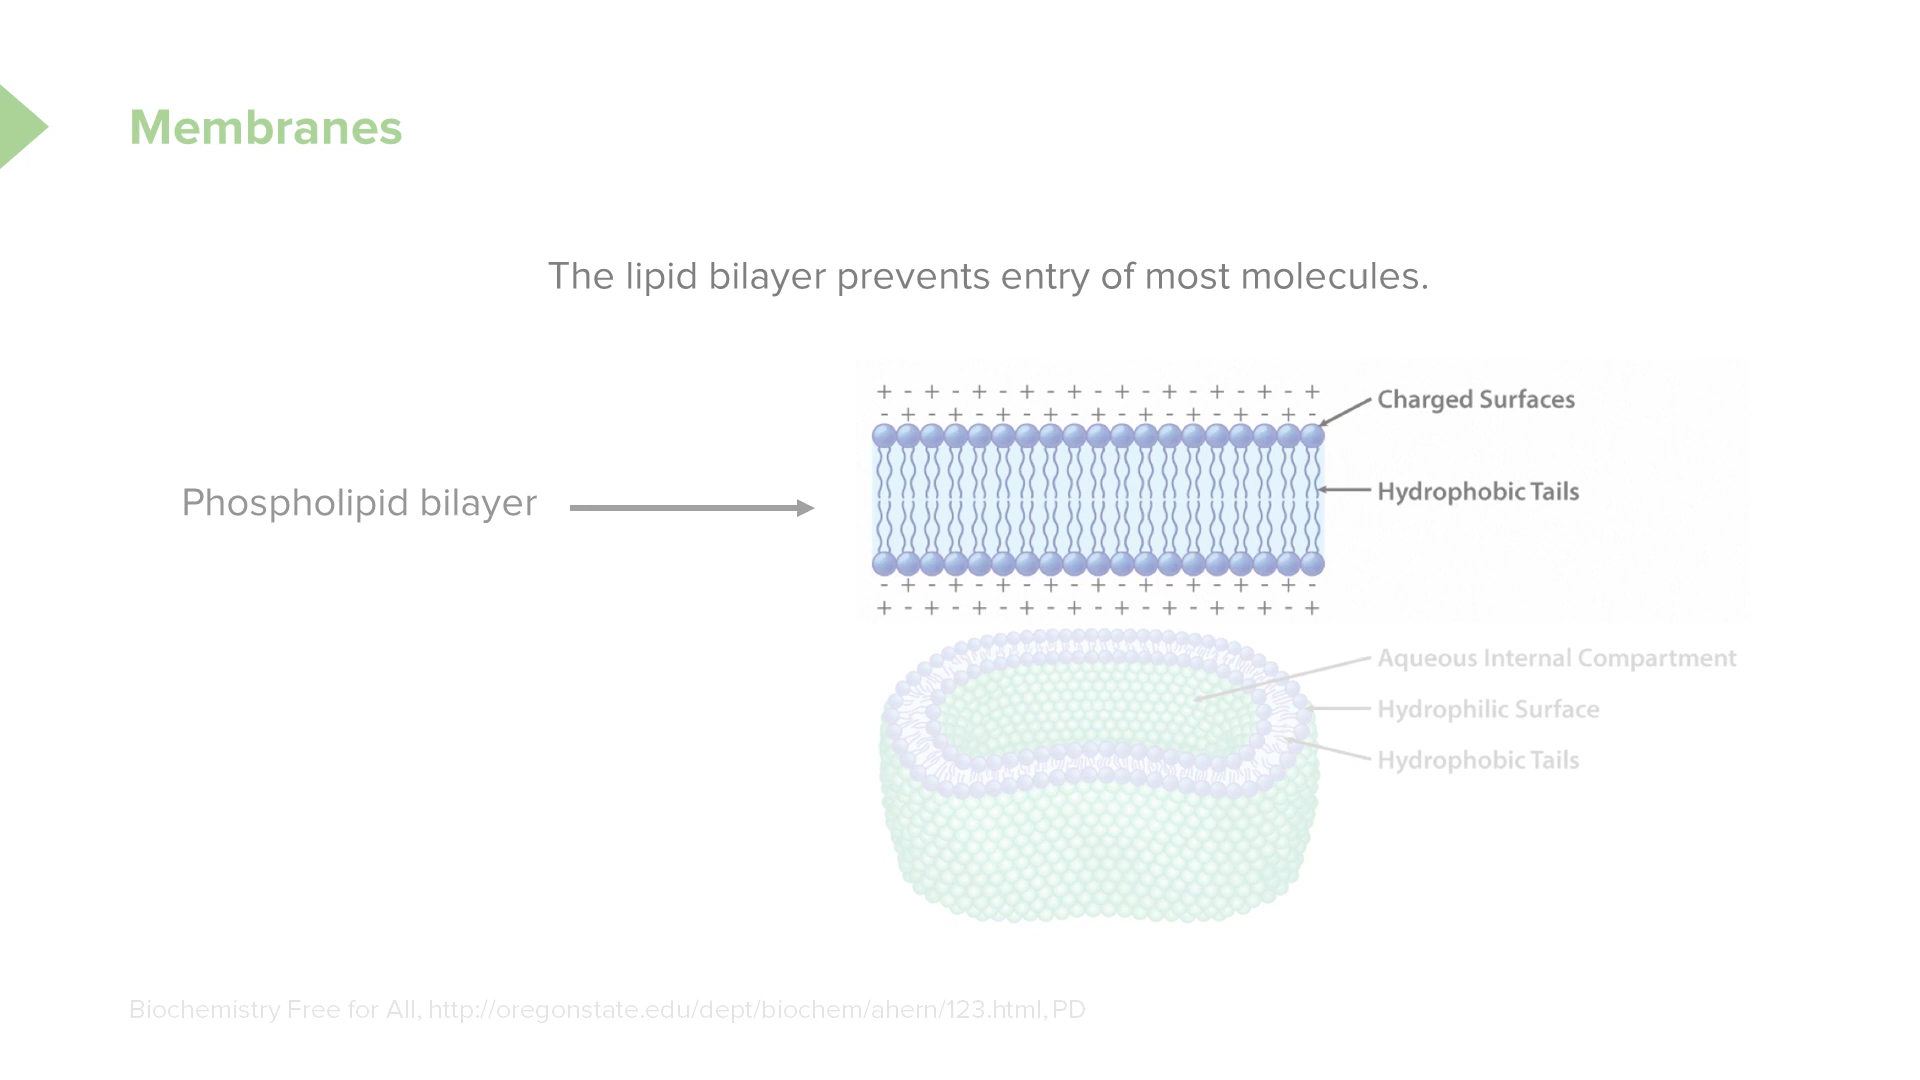 Membranes
The lipid bilayer prevents entry of most molecules.
+ - + - + - + - + - + - + - + - + - +
- + - + - + - + - + - + - + - + - + -
Charged Surfaces
Hydrophobic Tails
Phospholipid bilayer
- + - + - + - + - + - + - + - + - + -
+ - + - + - + - + - + - + - + - + - +
Aqueous Internal Compartment
Hydrophilic Surface
Hydrophobic Tails
Biochemistry Free for All, http://oregonstate.edu/dept/biochem/ahern/123.html, PD